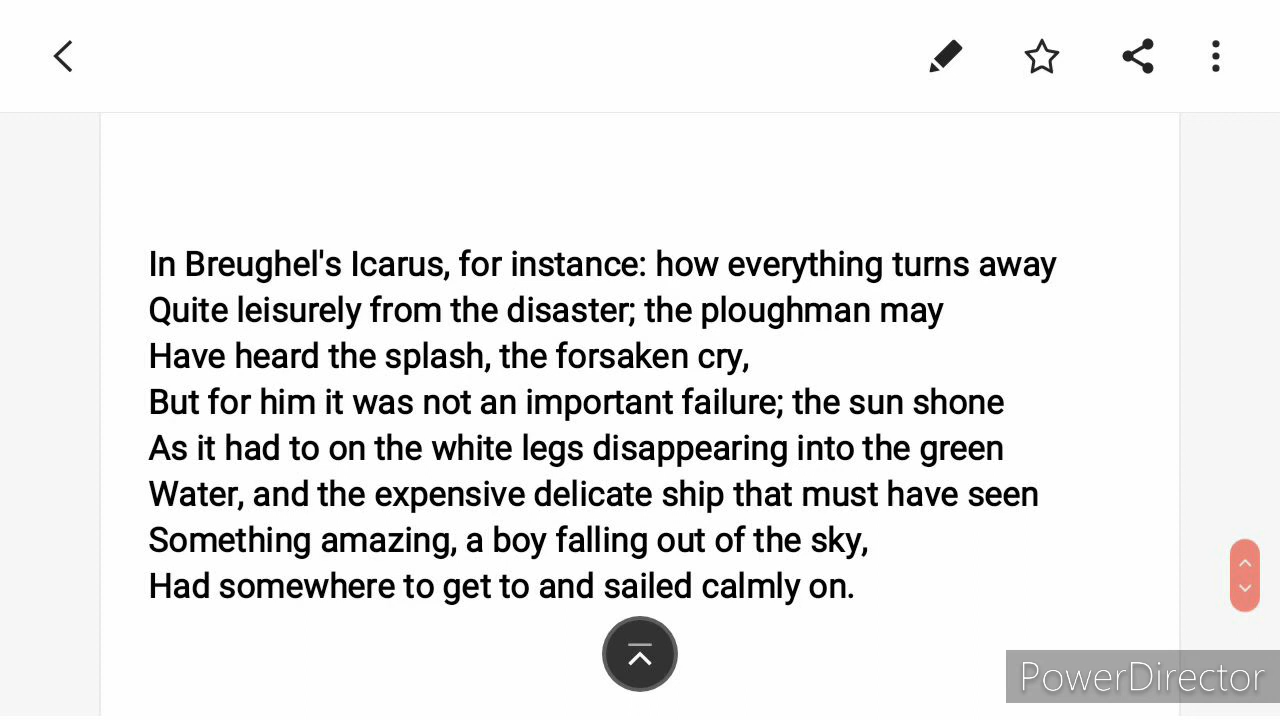 In Breughel's Icarus, for instance: how everything turns away
Quite leisurely from the disaster; the ploughman may
Have heard the splash, the forsaken cry,
But for him it was not an important failure; the sun shone
As it had to on the white legs disappearing into the green
Water, and the expensive delicate ship that must have seen
Something amazing, a boy falling out of the sky,
Had somewhere to get to and sailed calmly on.
PowerDirector